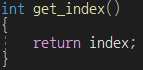 int get_index()
{
    return index;
}